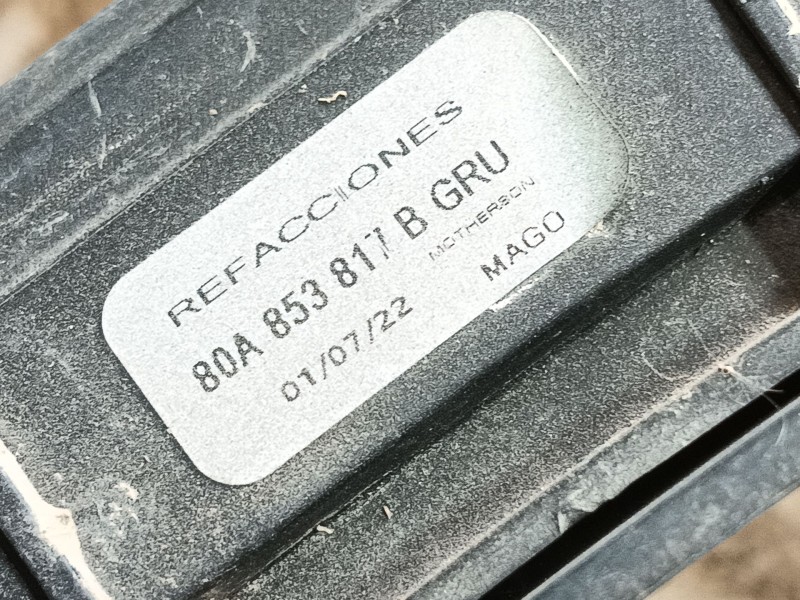 REFACCIONES
80A 853 817 B GRU
MOTHERSON
01/07/22 MAGO